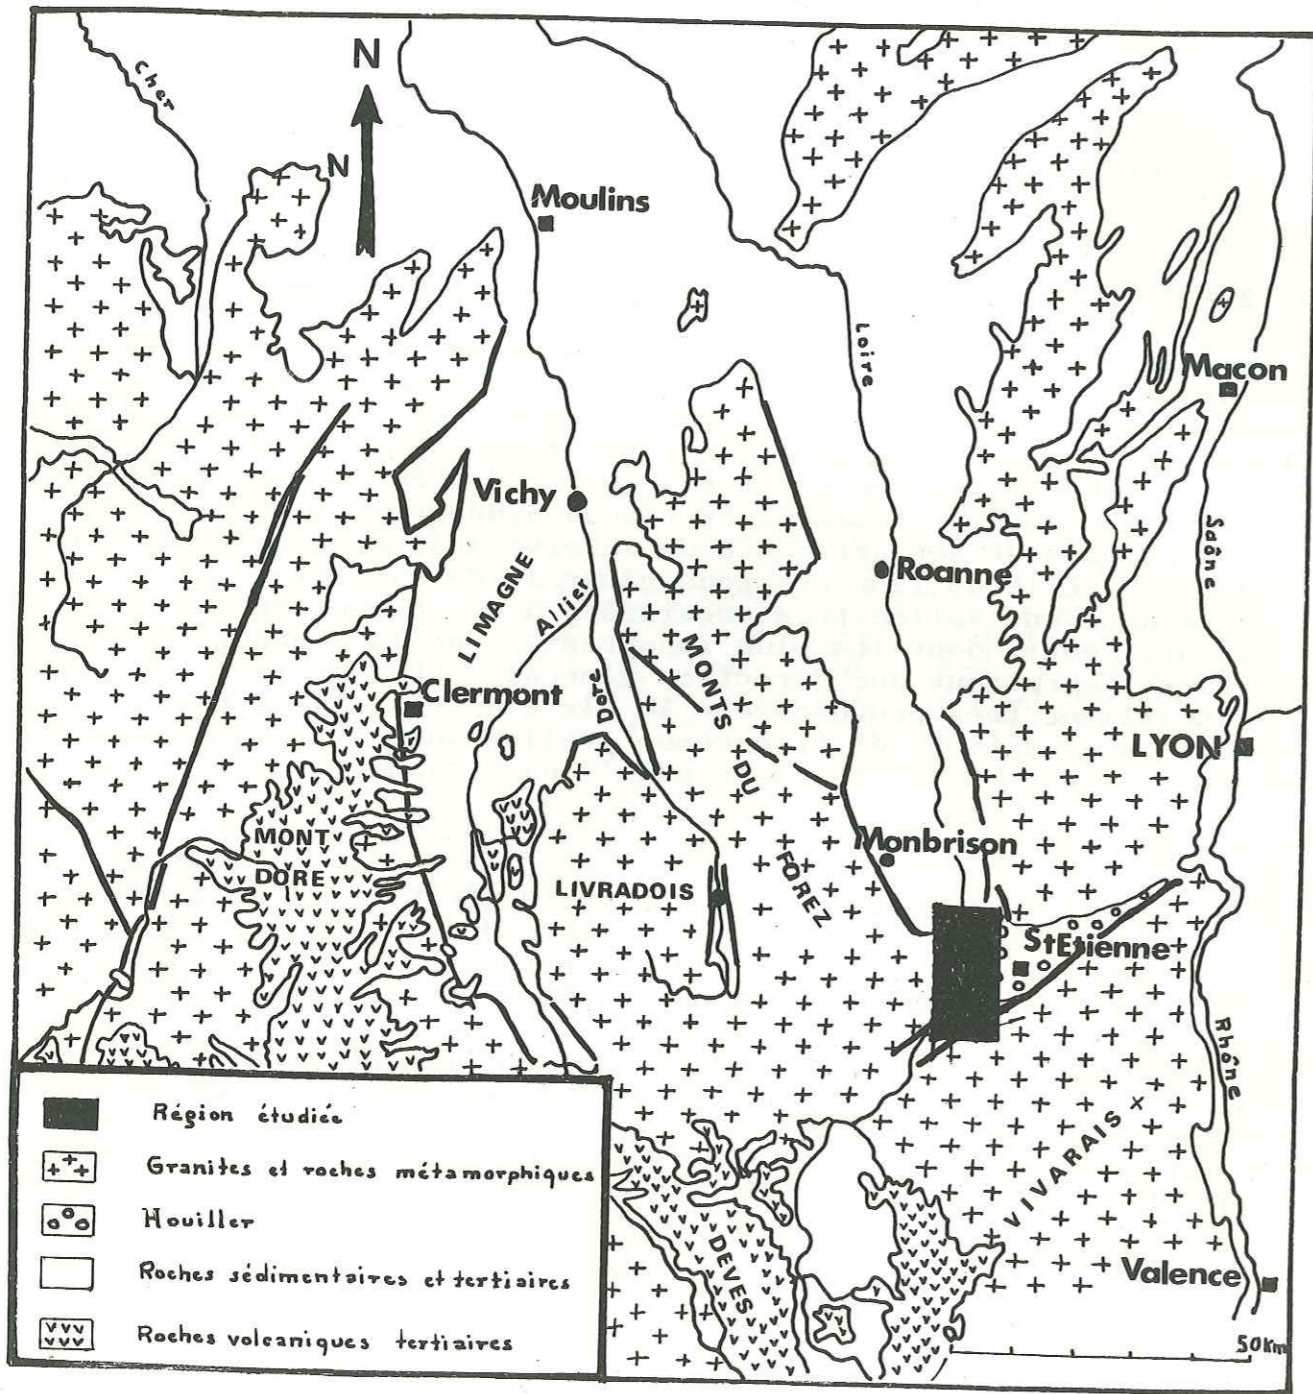 N
N
Cher
Moulins
Loire
Macon
Vichy
Roanne
Saône
LIMAGNE
Allier
Dore
Clermont
MONTS
DU
FOREZ
LYON
MONT
DORE
Monbrison
LIVRADOIS
StEtienne
Rhône
VIVARAIS
DEVES
Valence
50Km
Région étudiée
Granites et roches métamorphiques
Houiller
Roches sédimentaires et tertiaires
Roches volcaniques tertiaires